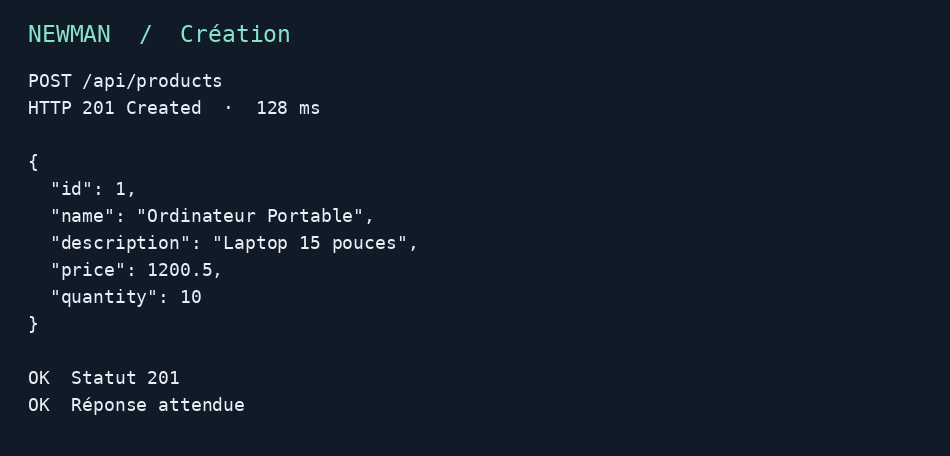 NEWMAN / Création
POST /api/products
HTTP 201 Created · 128 ms
{
  "id": 1,
  "name": "Ordinateur Portable",
  "description": "Laptop 15 pouces",
  "price": 1200.5,
  "quantity": 10
}
OK  Statut 201
OK  Réponse attendue